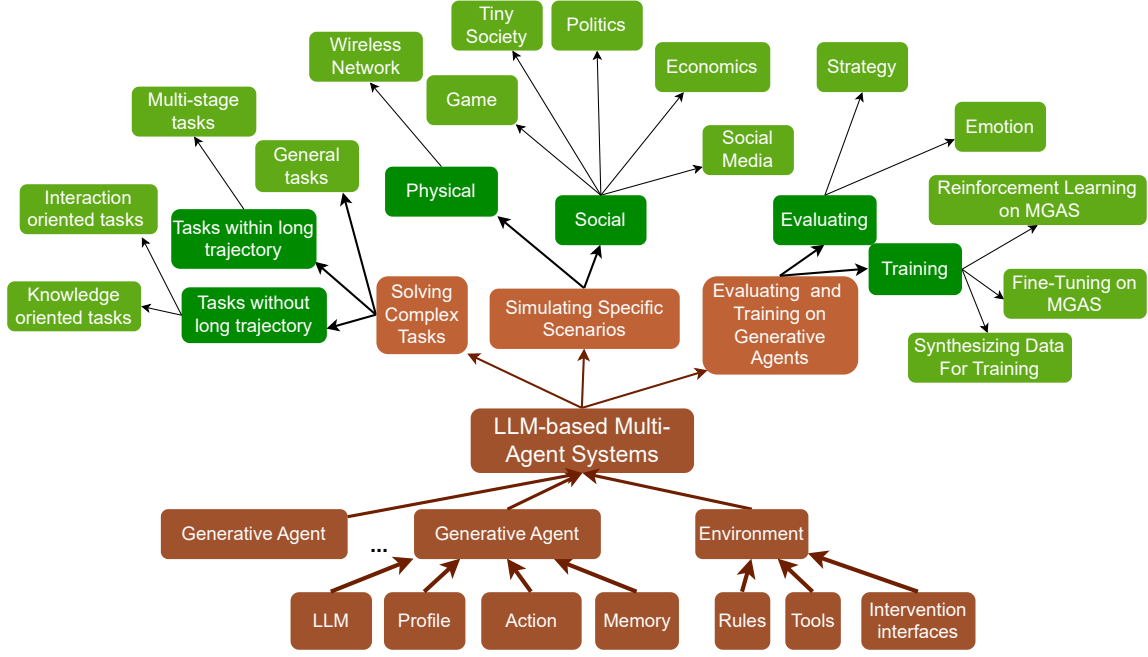 Tiny
Society
Politics
Wireless
Network
Economics
Strategy
Game
Multi-stage
tasks
Emotion
Social
Media
General
tasks
Physical
Interaction
oriented tasks
Tasks within long
trajectory
Social
Evaluating
Reinforcement Learning
on MGAS
Training
Knowledge
oriented tasks
Tasks without
long trajectory
Solving
Complex
Tasks
Simulating Specific
Scenarios
Evaluating and
Training on
Generative
Agents
Fine-Tuning on
MGAS
Synthesizing Data
For Training
LLM-based Multi-
Agent Systems
Generative Agent
...
Generative Agent
Environment
LLM
Profile
Action
Memory
Rules
Tools
Intervention
interfaces